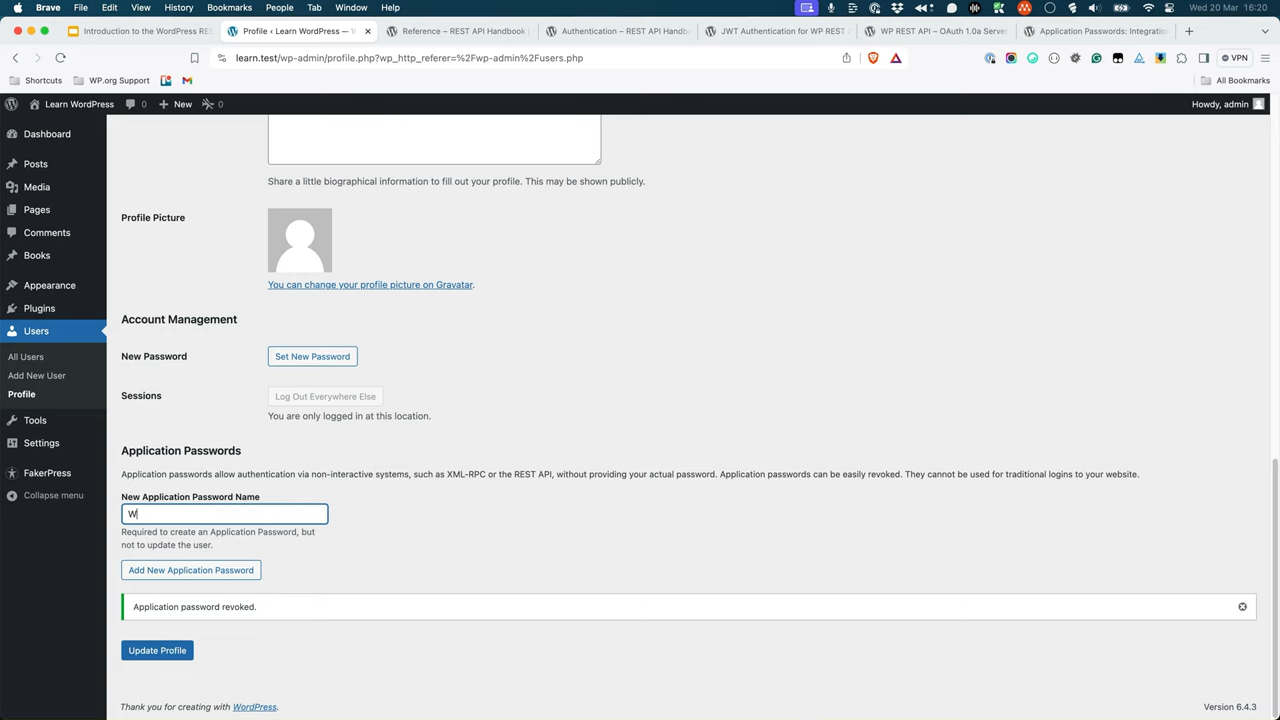 Brave File Edit View History Bookmarks People Tab Window Help Wed 20 Mar 16:20
Introduction to the WordPress RES
Profile ‹ Learn WordPress — W
Reference – REST API Handbook
Authentication – REST API Handb
JWT Authentication for WP REST A
WP REST API – OAuth 1.0a Server
Application Passwords: Integration
learn.test/wp-admin/profile.php?wp_http_referer=%2Fwp-admin%2Fusers.php
VPN
Shortcuts WP.org Support All Bookmarks
Learn WordPress 0 New 0 Howdy, admin
Dashboard
Posts
Media
Pages
Comments
Books
Appearance
Plugins
Users
All Users
Add New User
Profile
Tools
Settings
FakerPress
Collapse menu
Share a little biographical information to fill out your profile. This may be shown publicly.
Profile Picture
You can change your profile picture on Gravatar.
Account Management
New Password Set New Password
Sessions Log Out Everywhere Else
You are only logged in at this location.
Application Passwords
Application passwords allow authentication via non-interactive systems, such as XML-RPC or the REST API, without providing your actual password. Application passwords can be easily revoked. They cannot be used for traditional logins to your website.
New Application Password Name
W
Required to create an Application Password, but
not to update the user.
Add New Application Password
Application password revoked.
Update Profile
Thank you for creating with WordPress. Version 6.4.3